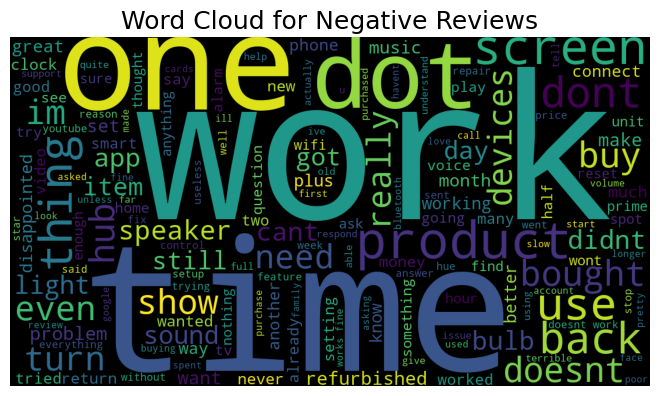 Word Cloud for Negative Reviews
great
quite
support
cards
clock
reason
help
one
phone
say
thought
sure
new
actually
music
dot
screen
understand
repair
tell
connect
good
see
im
youtube
made
try
set
anything
alarm
ill
u
purchased
havent
play
devices
dont
love
call
price
thing
disappointed
video
asked
app
smart
fine
useless
well
work
ive
wifi
old
got
first
bluetooth
really
day
voice
month
sent
unit
make
buy
reset
volume
much
item
unless
far
question
plus
working
half
prime
star
look
hub
home
fix
speaker
two
cant
ask
going
many
went
start
spot
longer
enough
week
respond
product
didnt
said
control
still
need
able
money
answer
hue
find
slow
wont
light
setup
full
time
better
bought
google
trying
feature
family
something
account
using
stop
pretty
even
show
wanted
another
already
setting
works fine
asking
know
hour
use
review
problem
sound
nothing
purchase
bulb
doesnt work
back
everything
way
tv
issue
used
terrible
face
turn
buying
spent
give
doesnt
poor
tried
return
without
want
never
refurbished
worked